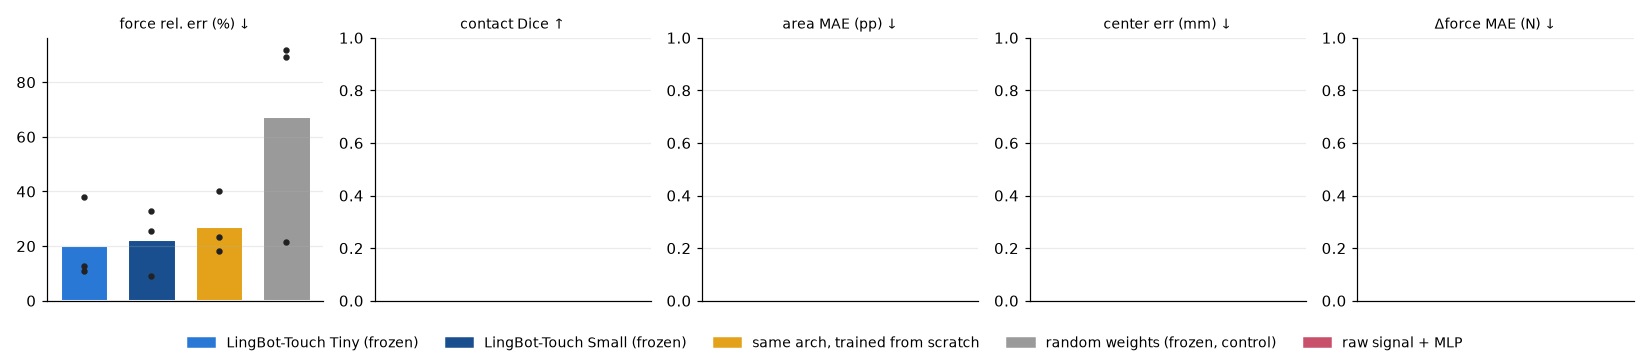 force rel. err (%) ↓
80
60
40
20
0
contact Dice ↑
1.0
0.8
0.6
0.4
0.2
0.0
area MAE (pp) ↓
1.0
0.8
0.6
0.4
0.2
0.0
center err (mm) ↓
1.0
0.8
0.6
0.4
0.2
0.0
Δforce MAE (N) ↓
1.0
0.8
0.6
0.4
0.2
0.0
LingBot-Touch Tiny (frozen)
LingBot-Touch Small (frozen)
same arch, trained from scratch
random weights (frozen, control)
raw signal + MLP